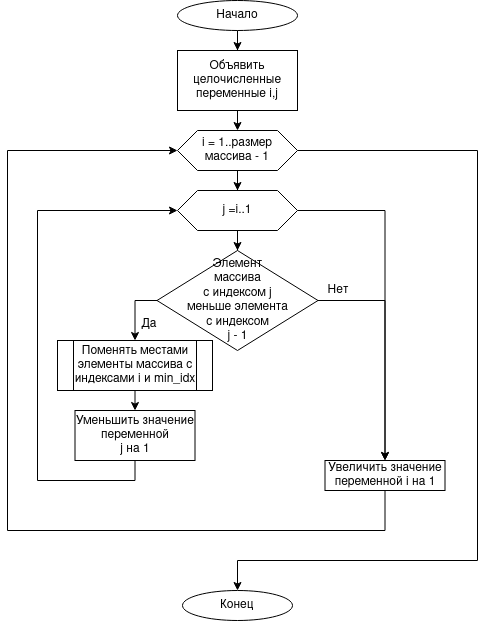 Начало
Объявить
целочисленные
переменные i,j
i = 1..размер
массива - 1
j =i..1
Элемент
массива
с индексом j
меньше элемента
с индексом
j - 1
Нет
Да
Поменять местами
элементы массива с
индексами i и min_idx
Уменьшить значение
переменной
j на 1
Увеличить значение
переменной i на 1
Конец